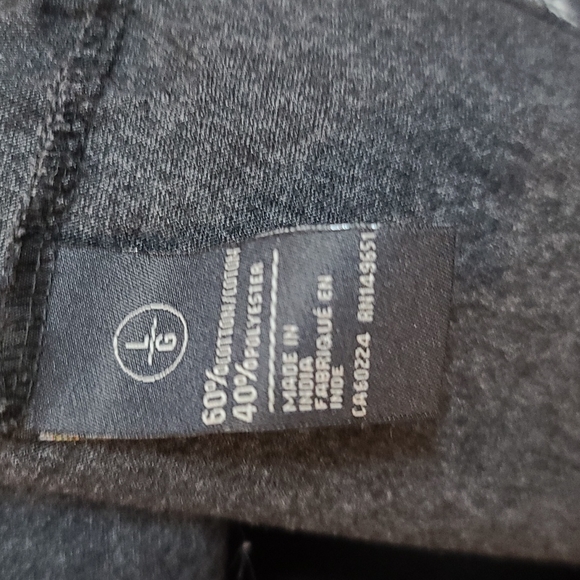 L
G
60% COTTON/COTON
40% POLYESTER
MADE IN
INDIA
FABRIQUÉ EN
INDE
CA60224 RN149651